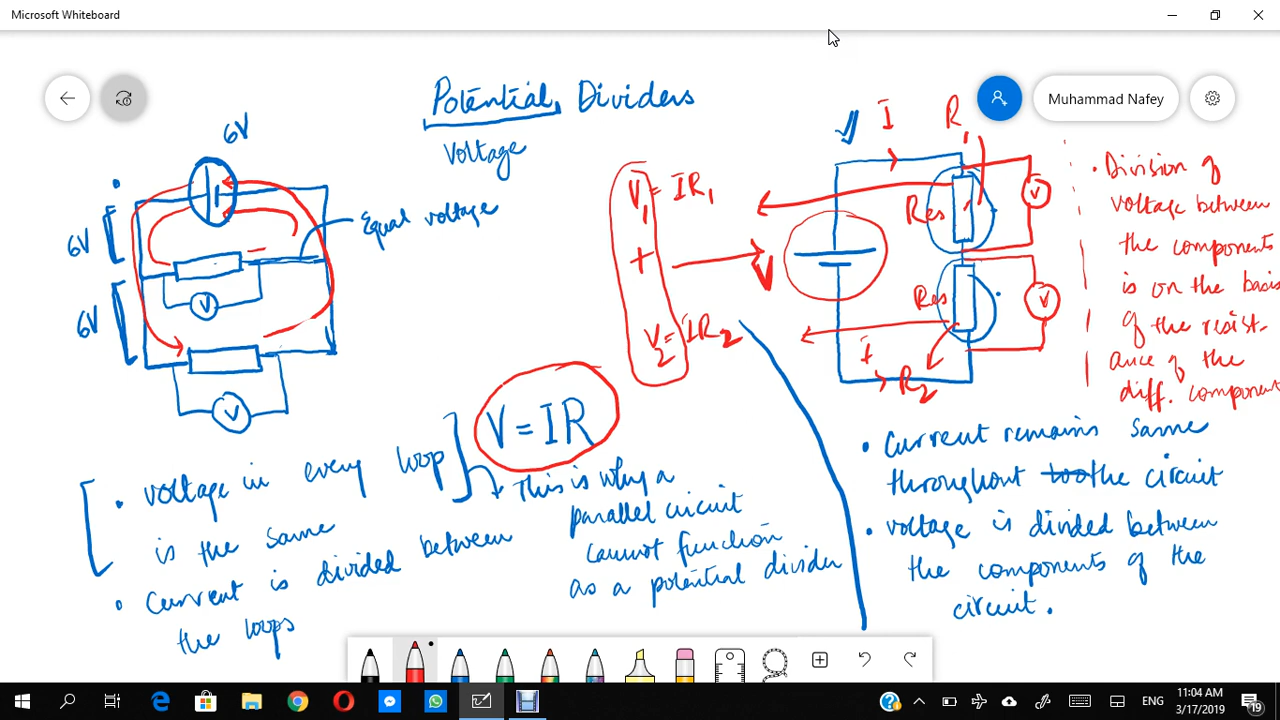 Microsoft Whiteboard
Muhammad Nafey
Potential Dividers
Voltage
6V
6V
6V
Equal voltage
V
V
V = IR
• voltage in every loop
is the same
• current is divided between
the loops
This is why a
parallel circuit
cannot function
as a potential divider
V1 = IR1
+
V2 = IR2
V
I
R1
Res
V
Res
V
I
R2
• Division of
voltage between
the components
is on the basis
of the resist-
ance of the
diff. component
• current remains same
throughout the circuit
• voltage is divided between
the components of the
circuit.
ENG
11:04 AM
3/17/2019
19